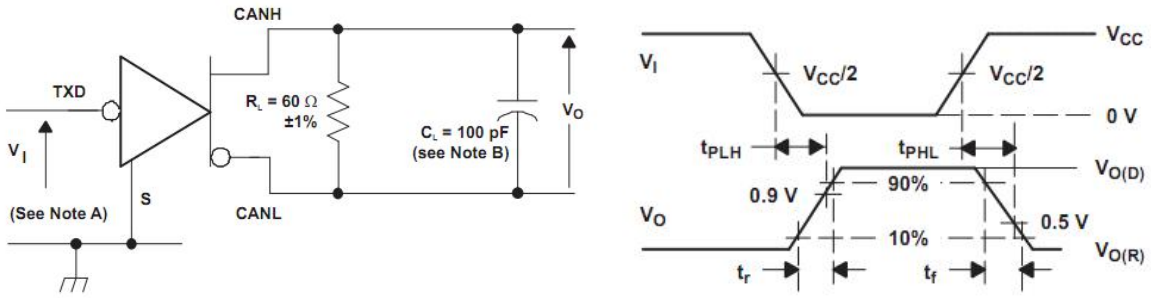 CANH
TXD
R_L = 60 Ω
±1%
C_L = 100 pF
(see Note B)
V_O
V_I
(See Note A)
S
CANL
V_I
V_CC
V_CC/2
V_CC/2
0 V
t_PLH
t_PHL
V_O(D)
90%
0.9 V
0.5 V
V_O
10%
V_O(R)
t_r
t_f